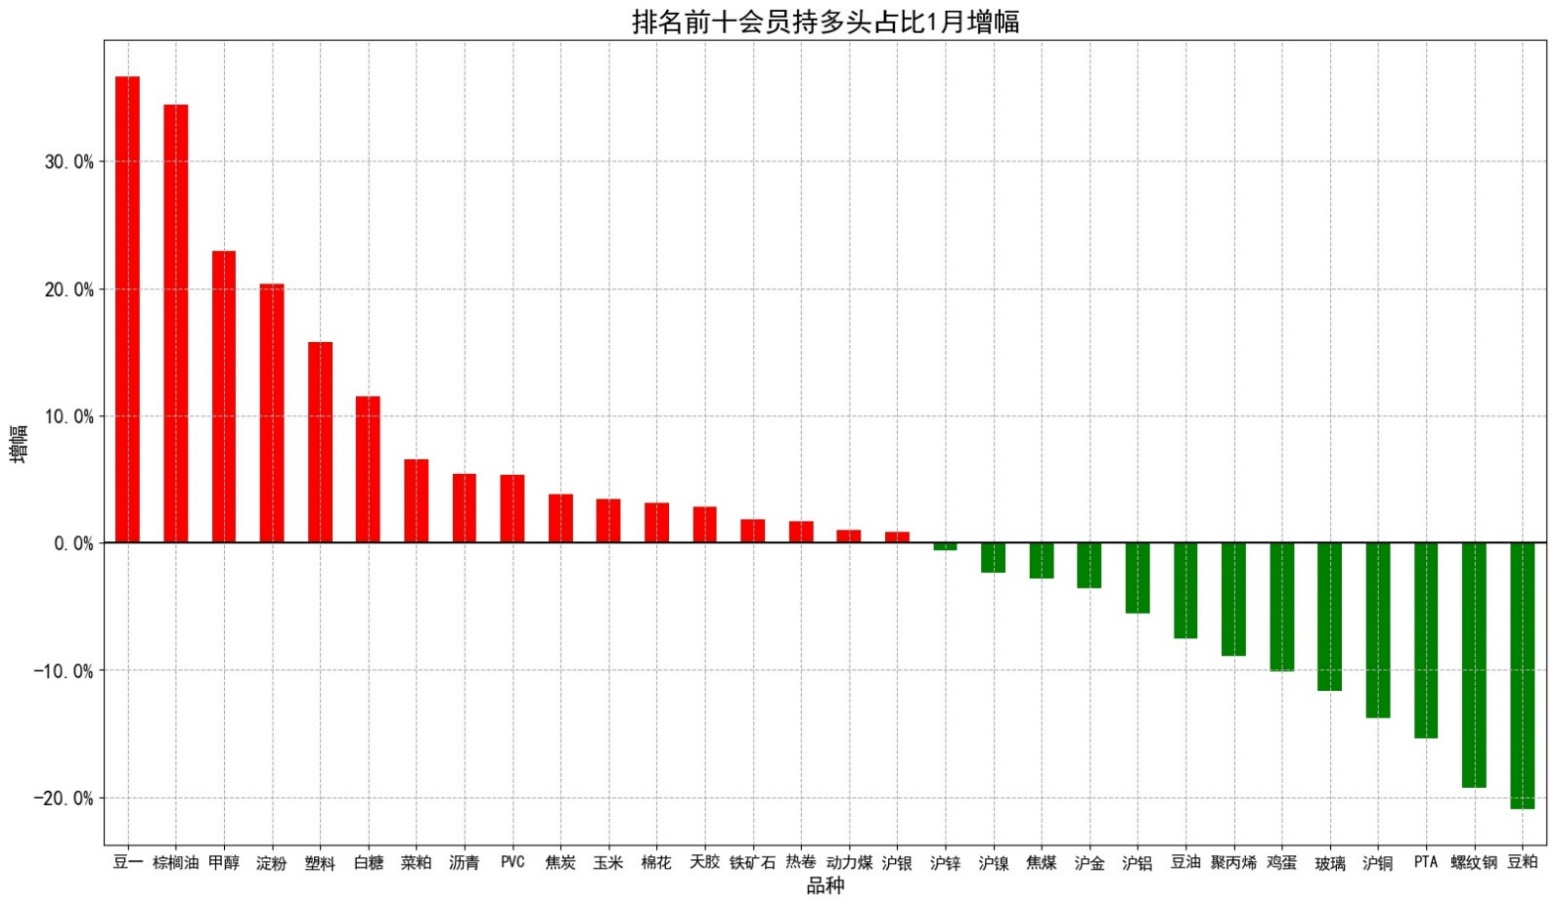 排名前十会员持多头占比1月增幅
增幅
30.0%
20.0%
10.0%
0.0%
-10.0%
-20.0%
豆一 棕榈油 甲醇 淀粉 塑料 白糖 菜粕 沥青 PVC 焦炭 玉米 棉花 天胶 铁矿石 热卷 动力煤 沪银 沪锌 沪镍 焦煤 沪金 沪铝 豆油 聚丙烯 鸡蛋 玻璃 沪铜 PTA 螺纹钢 豆粕
品种